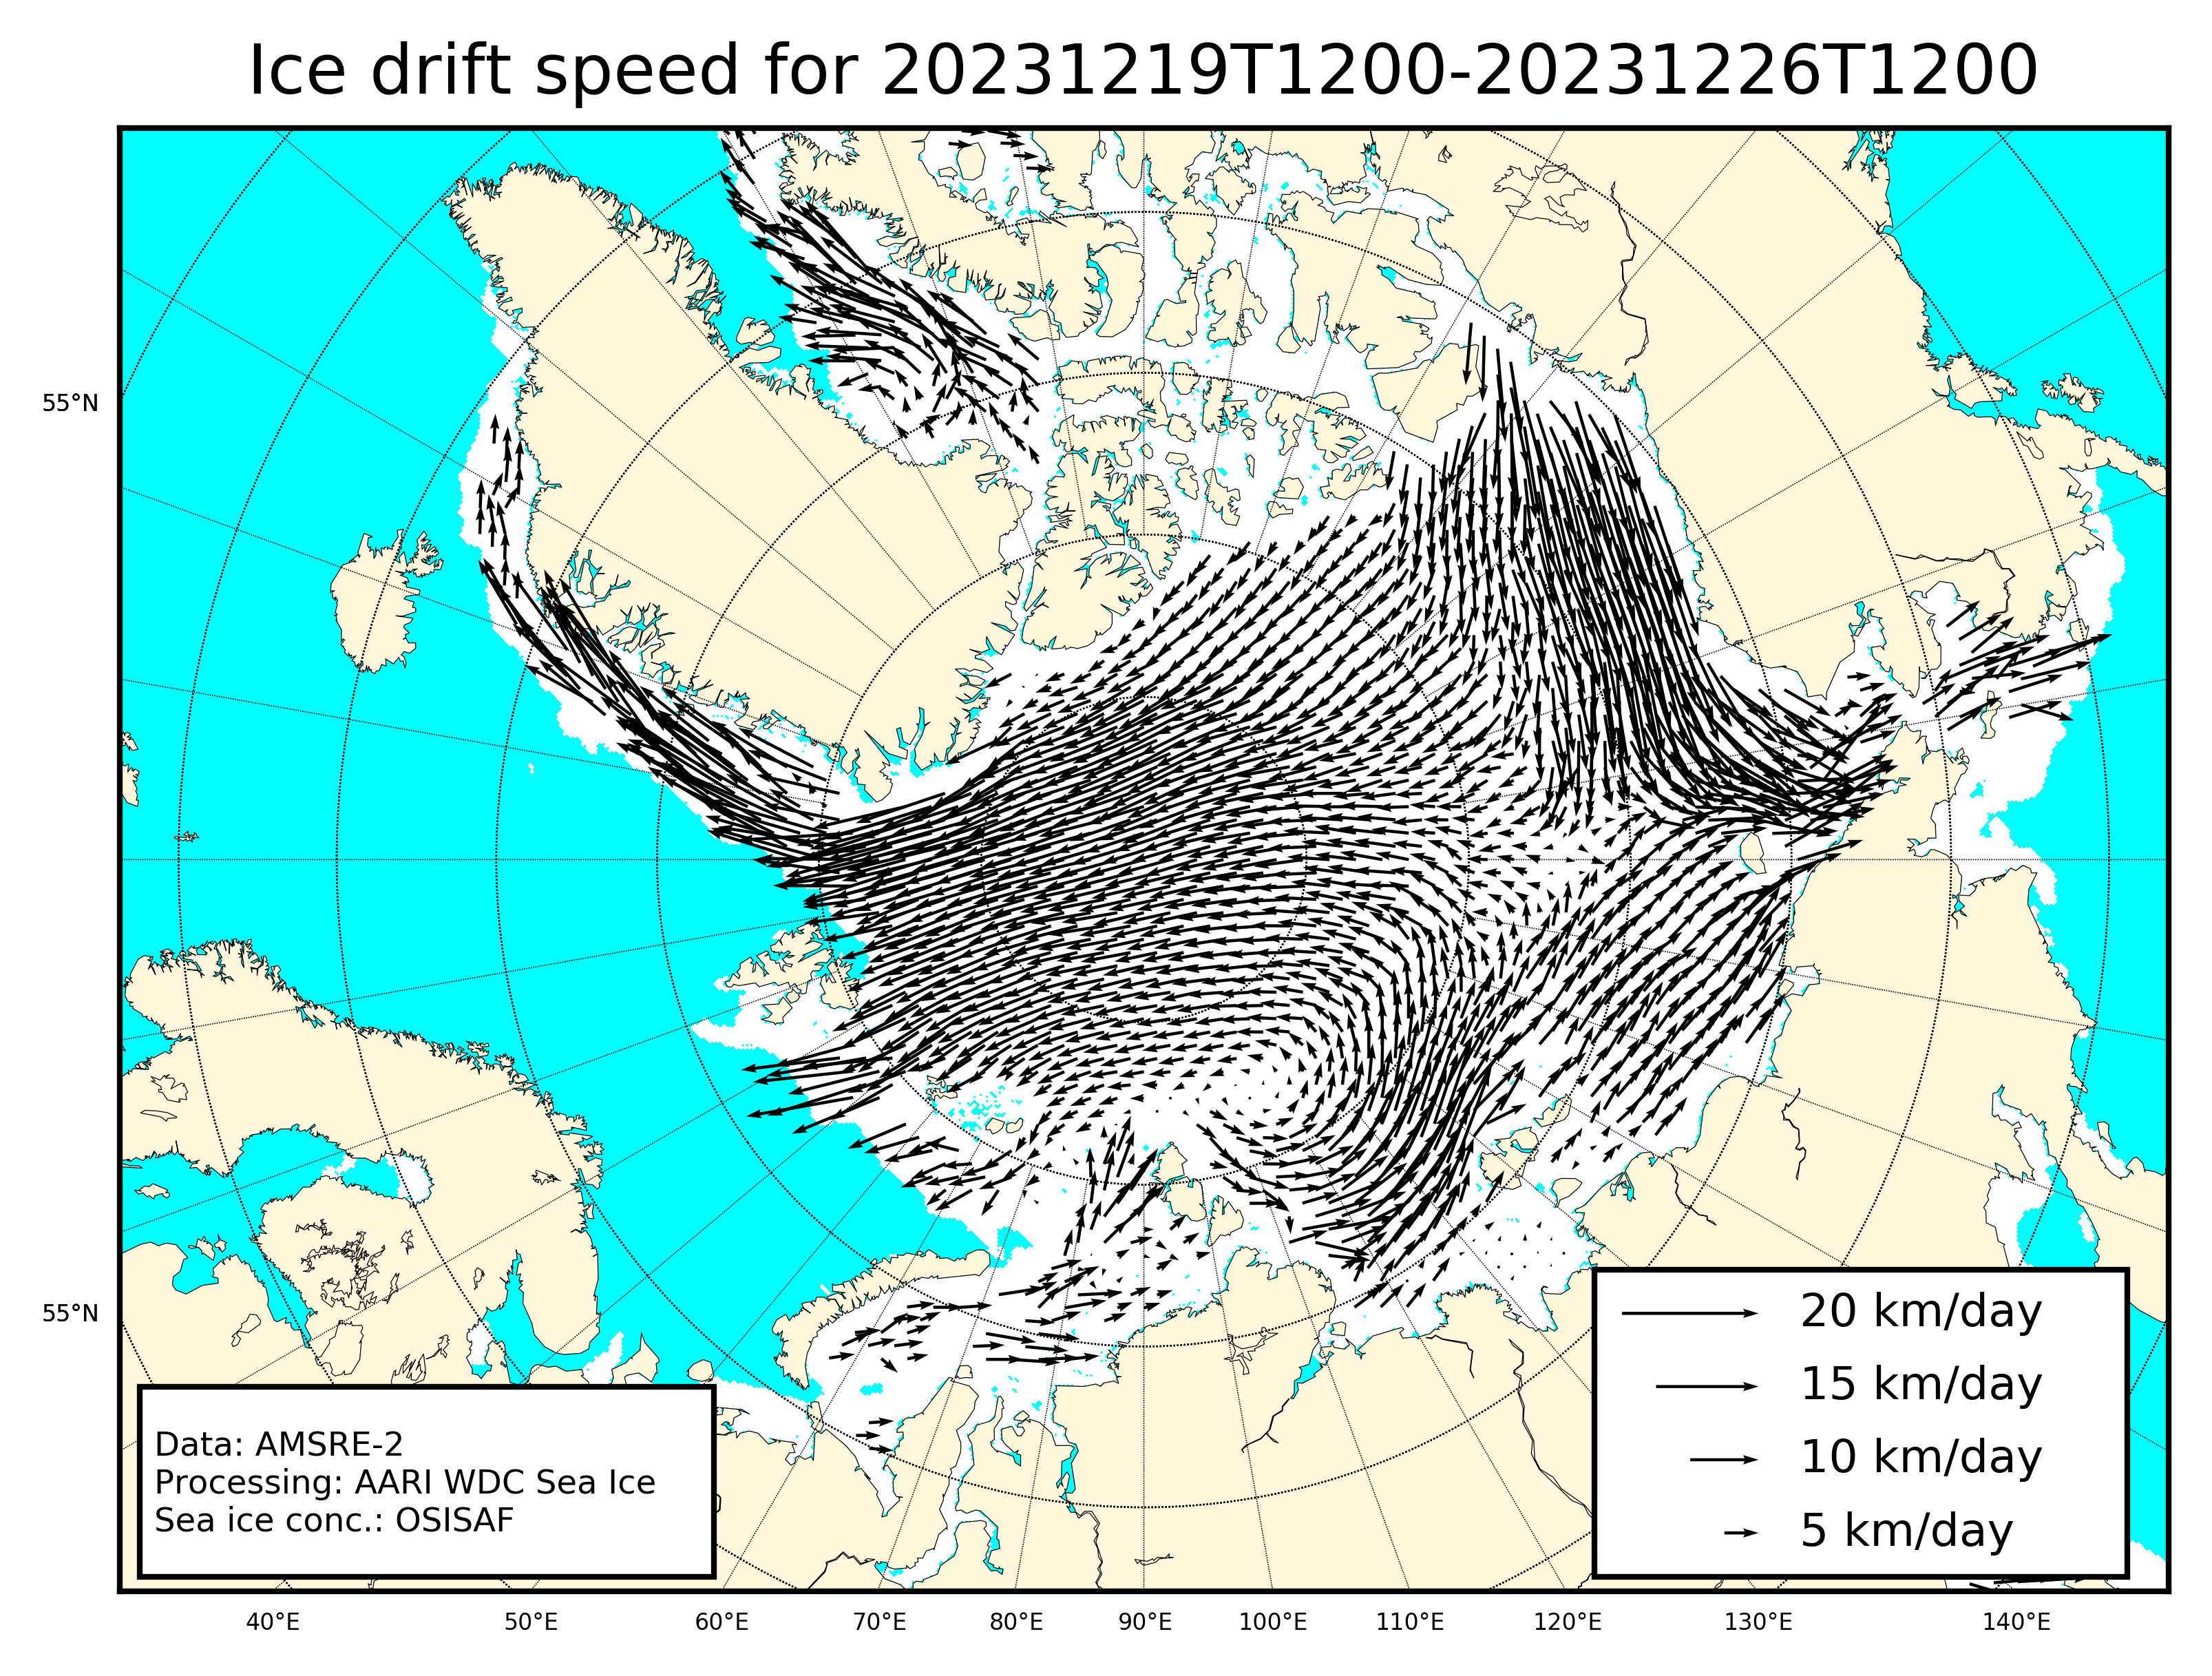 Ice drift speed for 20231219T1200-20231226T1200
55°N
55°N
20 km/day
15 km/day
10 km/day
5 km/day
Data: AMSRE-2
Processing: AARI WDC Sea Ice
Sea ice conc.: OSISAF
40°E 50°E 60°E 70°E 80°E 90°E 100°E 110°E 120°E 130°E 140°E